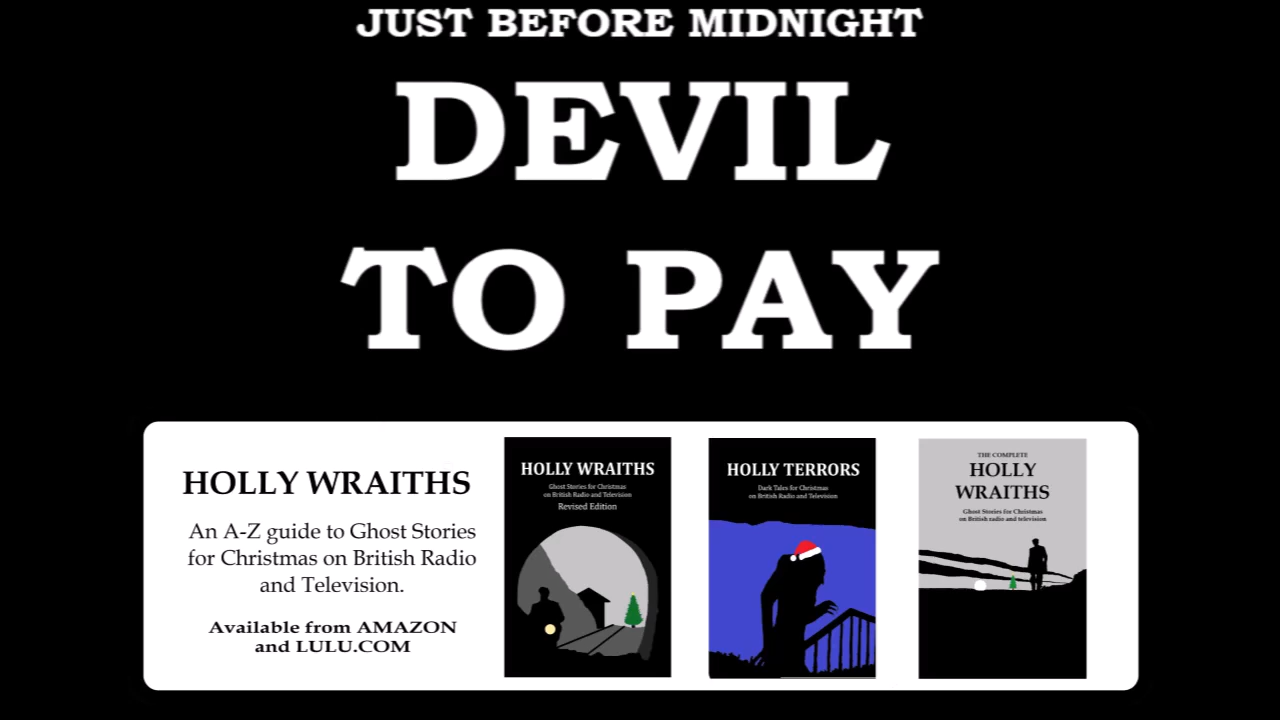 JUST BEFORE MIDNIGHT
DEVIL
TO PAY
HOLLY WRAITHS
An A-Z guide to Ghost Stories
for Christmas on British Radio
and Television.
Available from AMAZON
and LULU.COM
HOLLY WRAITHS
Ghost Stories for Christmas
on British Radio and Television
Revised Edition
HOLLY TERRORS
Dark Tales for Christmas
on British Radio and Television
THE COMPLETE
HOLLY
WRAITHS
Ghost Stories for Christmas
on British radio and television